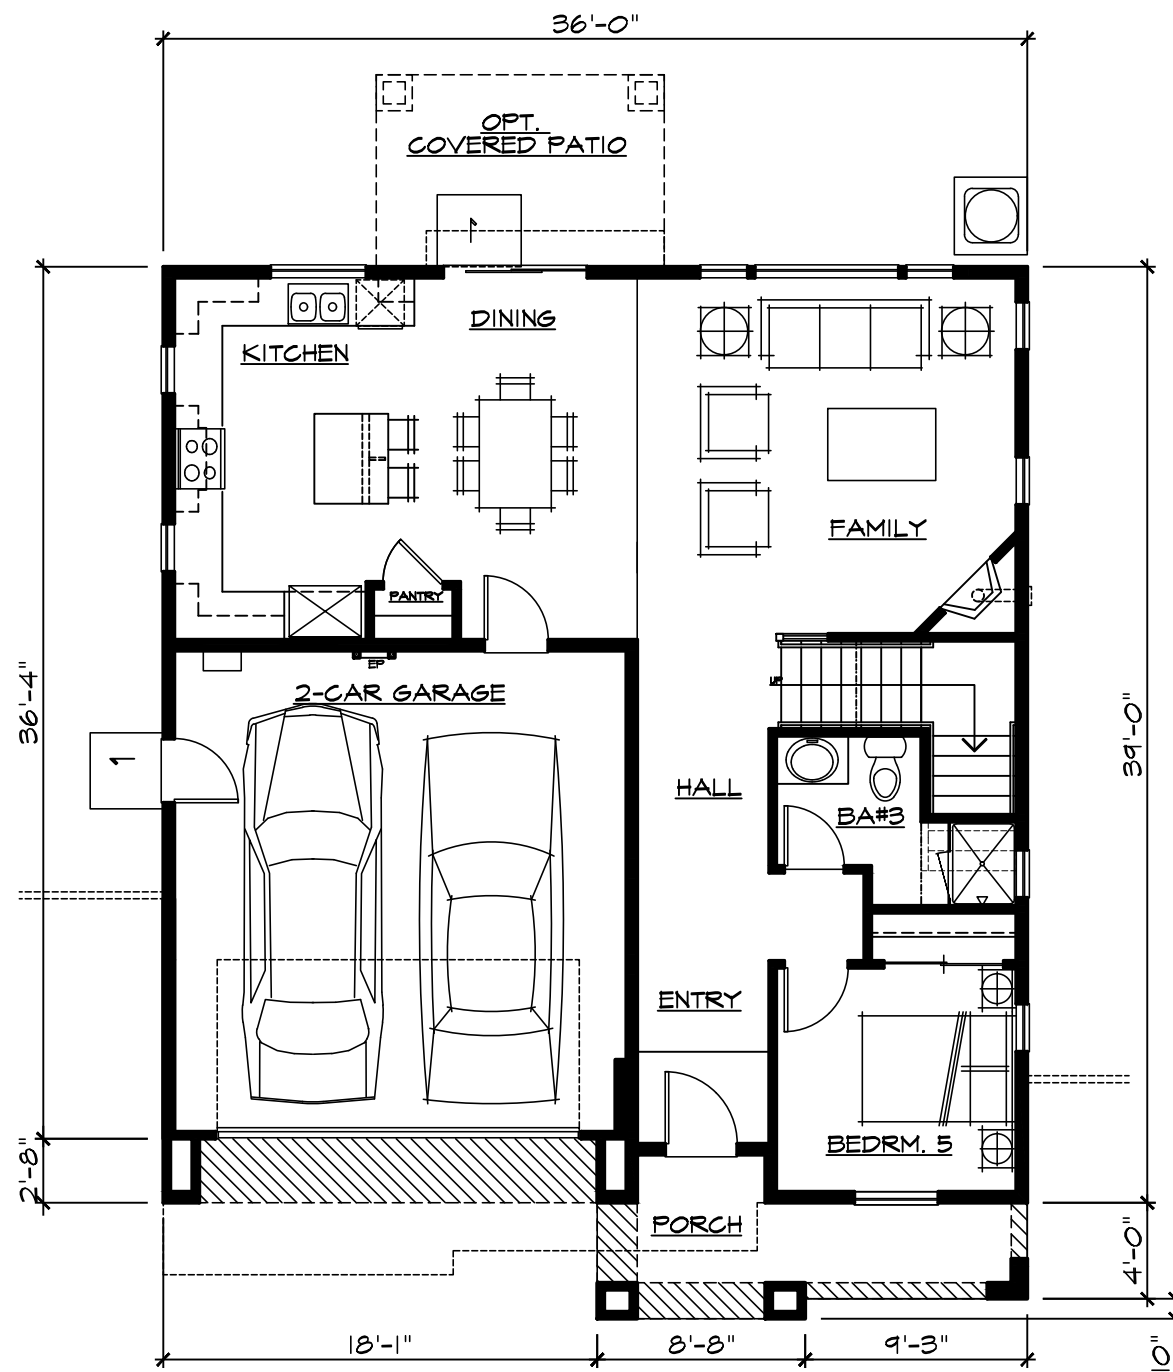 36'-0"
OPT.
COVERED PATIO
1
DINING
KITCHEN
FAMILY
PANTRY
EP
2-CAR GARAGE
UP
36'-4"
39'-0"
1
HALL
BA#3
ENTRY
BEDRM. 5
2'-8"
PORCH
4'-0"
18'-1"
8'-8"
9'-3"